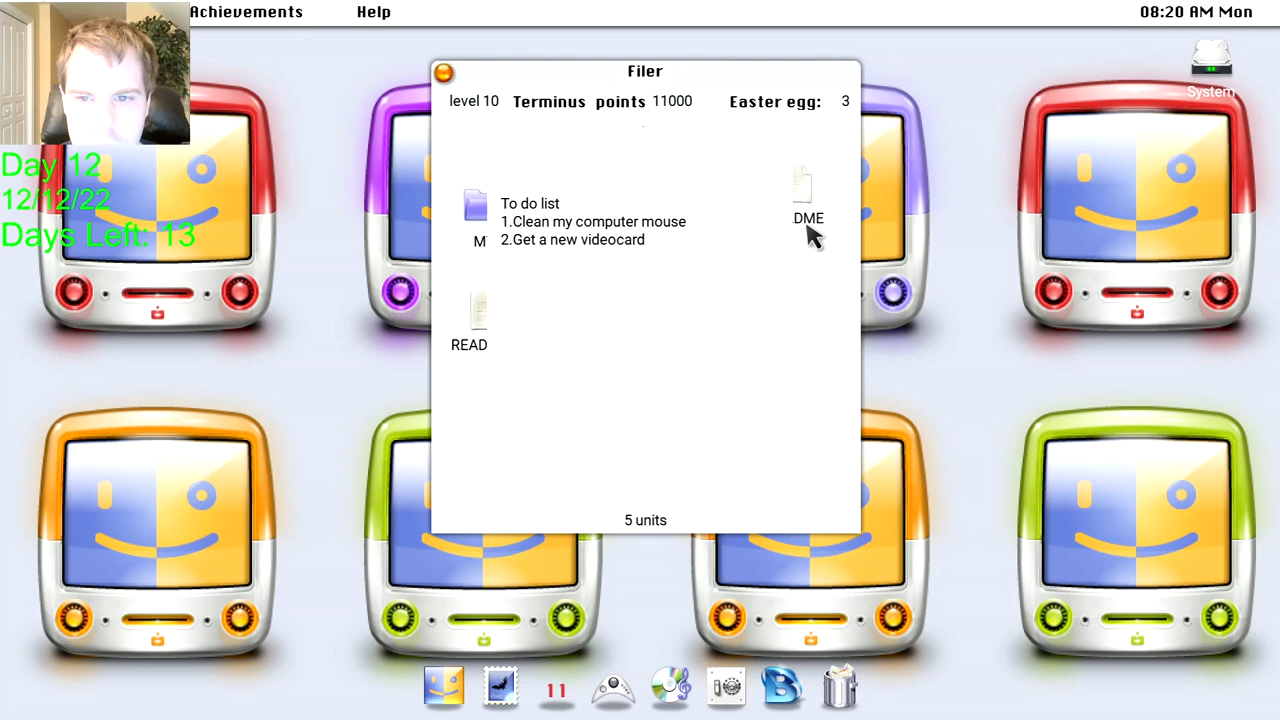 Achievements
Help
08:20 AM Mon
Day 12
12/12/22
Days Left: 13
System
Filer
level 10
Terminus points 11000
Easter egg: 3
To do list
1.Clean my computer mouse
2.Get a new videocard
M
DME
READ
5 units
11
B